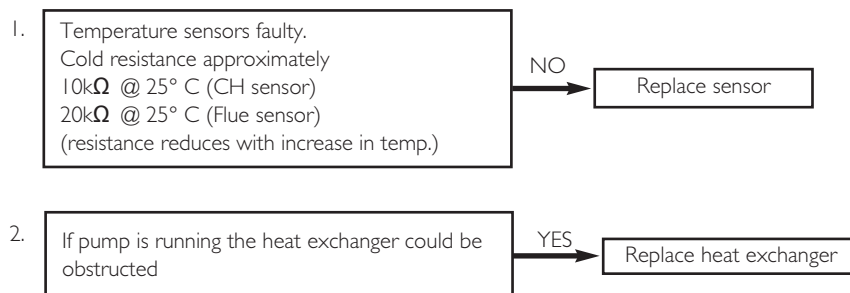 1.
Temperature sensors faulty.
Cold resistance approximately
10kΩ @ 25° C (CH sensor)
20kΩ @ 25° C (Flue sensor)
(resistance reduces with increase in temp.)
NO
Replace sensor
2.
If pump is running the heat exchanger could be
obstructed
YES
Replace heat exchanger